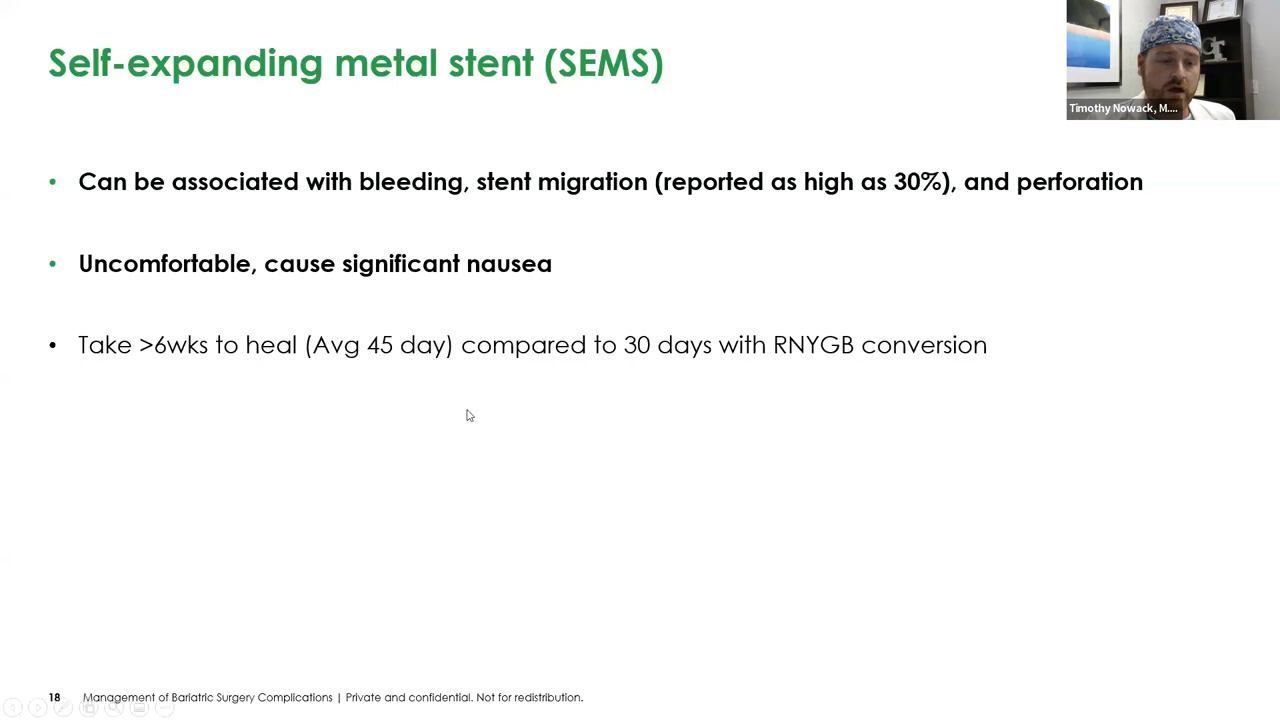 Self-expanding metal stent (SEMS)
Timothy Nowack, M....
• Can be associated with bleeding, stent migration (reported as high as 30%), and perforation
• Uncomfortable, cause significant nausea
• Take >6wks to heal (Avg 45 day) compared to 30 days with RNYGB conversion
18 Management of Bariatric Surgery Complications | Private and confidential. Not for redistribution.